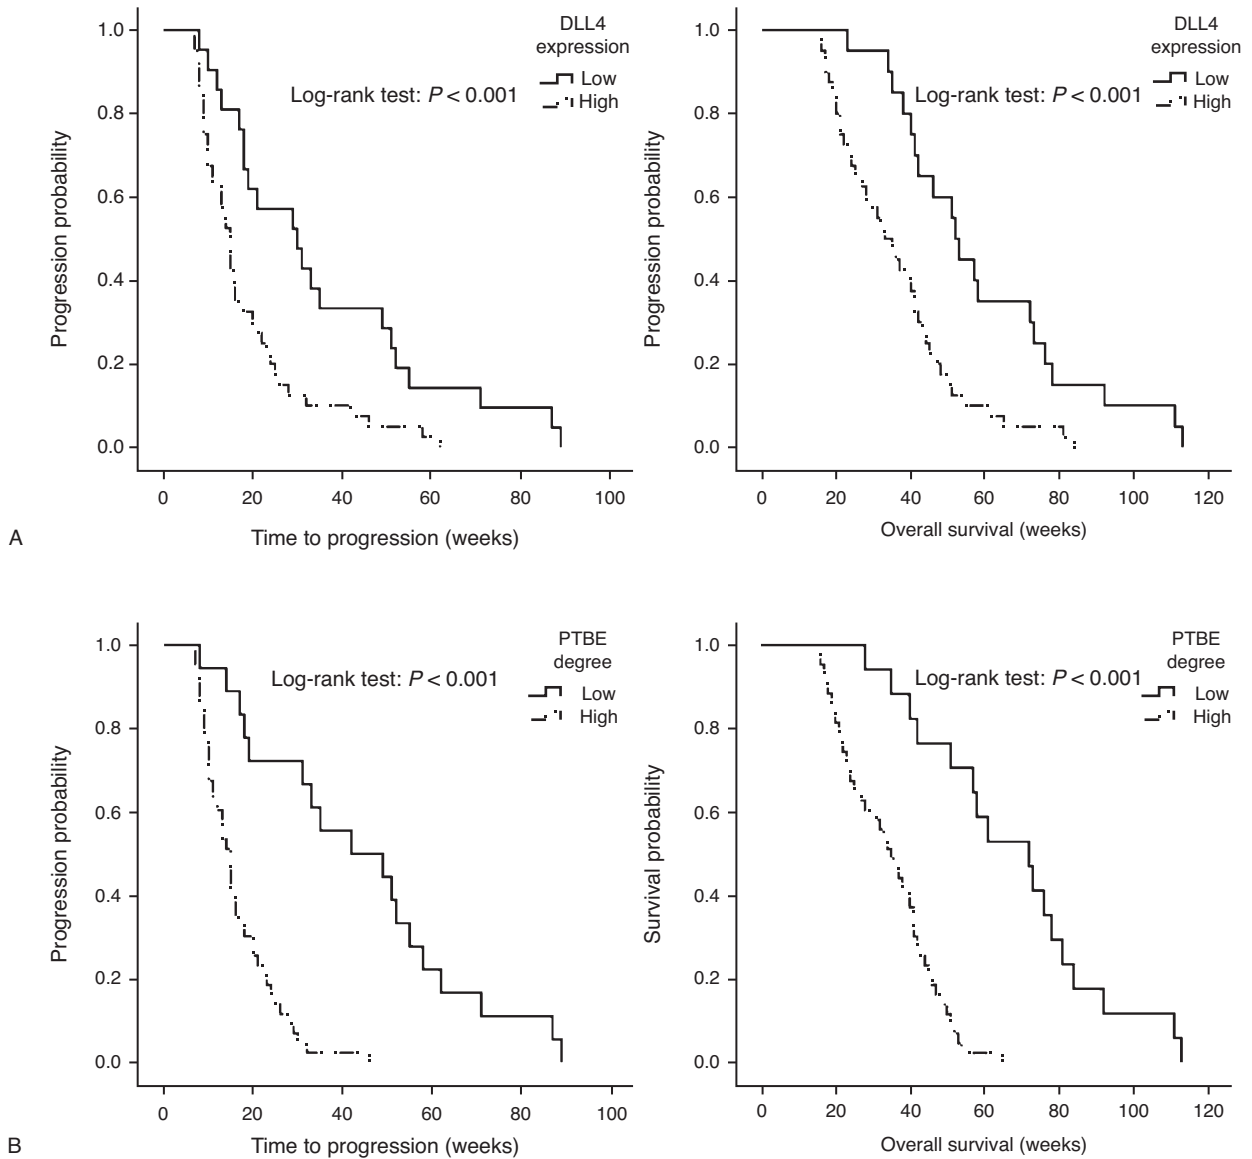 DLL4
expression
Low
High
Log-rank test: P < 0.001
Progression probability
1.0
0.8
0.6
0.4
0.2
0.0
0 20 40 60 80 100
Time to progression (weeks)
A
DLL4
expression
Low
High
Log-rank test: P < 0.001
Progression probability
1.0
0.8
0.6
0.4
0.2
0.0
0 20 40 60 80 100 120
Overall survival (weeks)
PTBE
degree
Low
High
Log-rank test: P < 0.001
Progression probability
1.0
0.8
0.6
0.4
0.2
0.0
0 20 40 60 80 100
Time to progression (weeks)
B
PTBE
degree
Low
High
Log-rank test: P < 0.001
Survival probability
1.0
0.8
0.6
0.4
0.2
0.0
0 20 40 60 80 100 120
Overall survival (weeks)